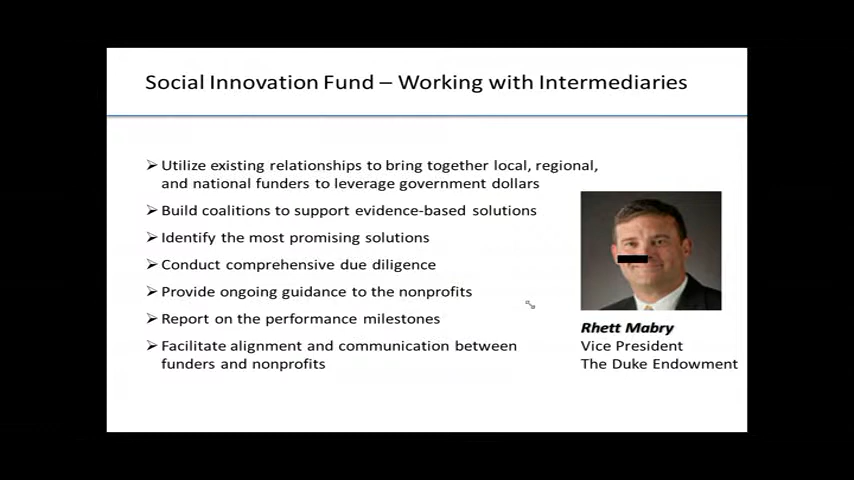 Social Innovation Fund – Working with Intermediaries
➢ Utilize existing relationships to bring together local, regional,
and national funders to leverage government dollars
➢ Build coalitions to support evidence-based solutions
➢ Identify the most promising solutions
➢ Conduct comprehensive due diligence
➢ Provide ongoing guidance to the nonprofits
➢ Report on the performance milestones
➢ Facilitate alignment and communication between
funders and nonprofits
Rhett Mabry
Vice President
The Duke Endowment